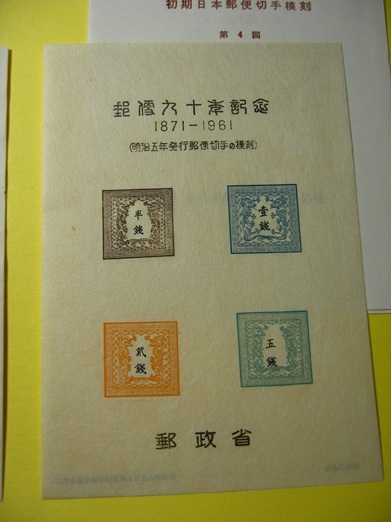 初期日本郵便切手模刻
第4回
郵便九十年記念
1871-1961
(明治五年発行郵便切手の模刻)
半銭
壹銭
貳銭
五銭
郵政省